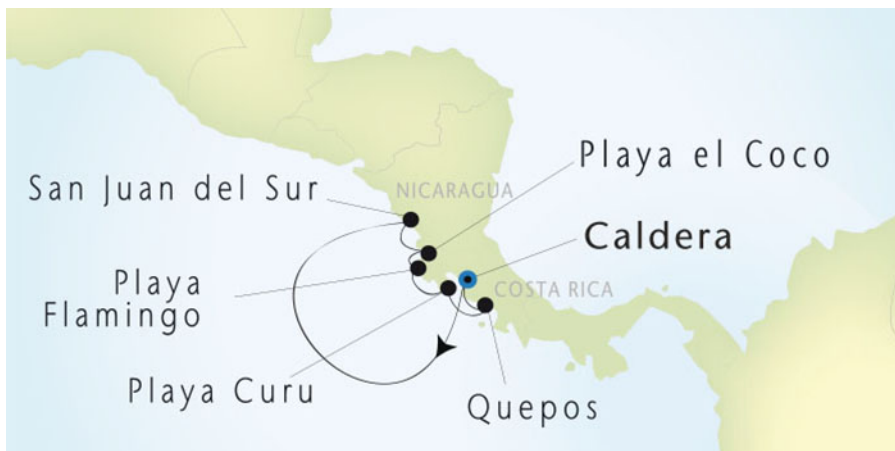 Playa el Coco
San Juan del Sur
NICARAGUA
Caldera
Playa
Flamingo
COSTA RICA
Playa Curu
Quepos